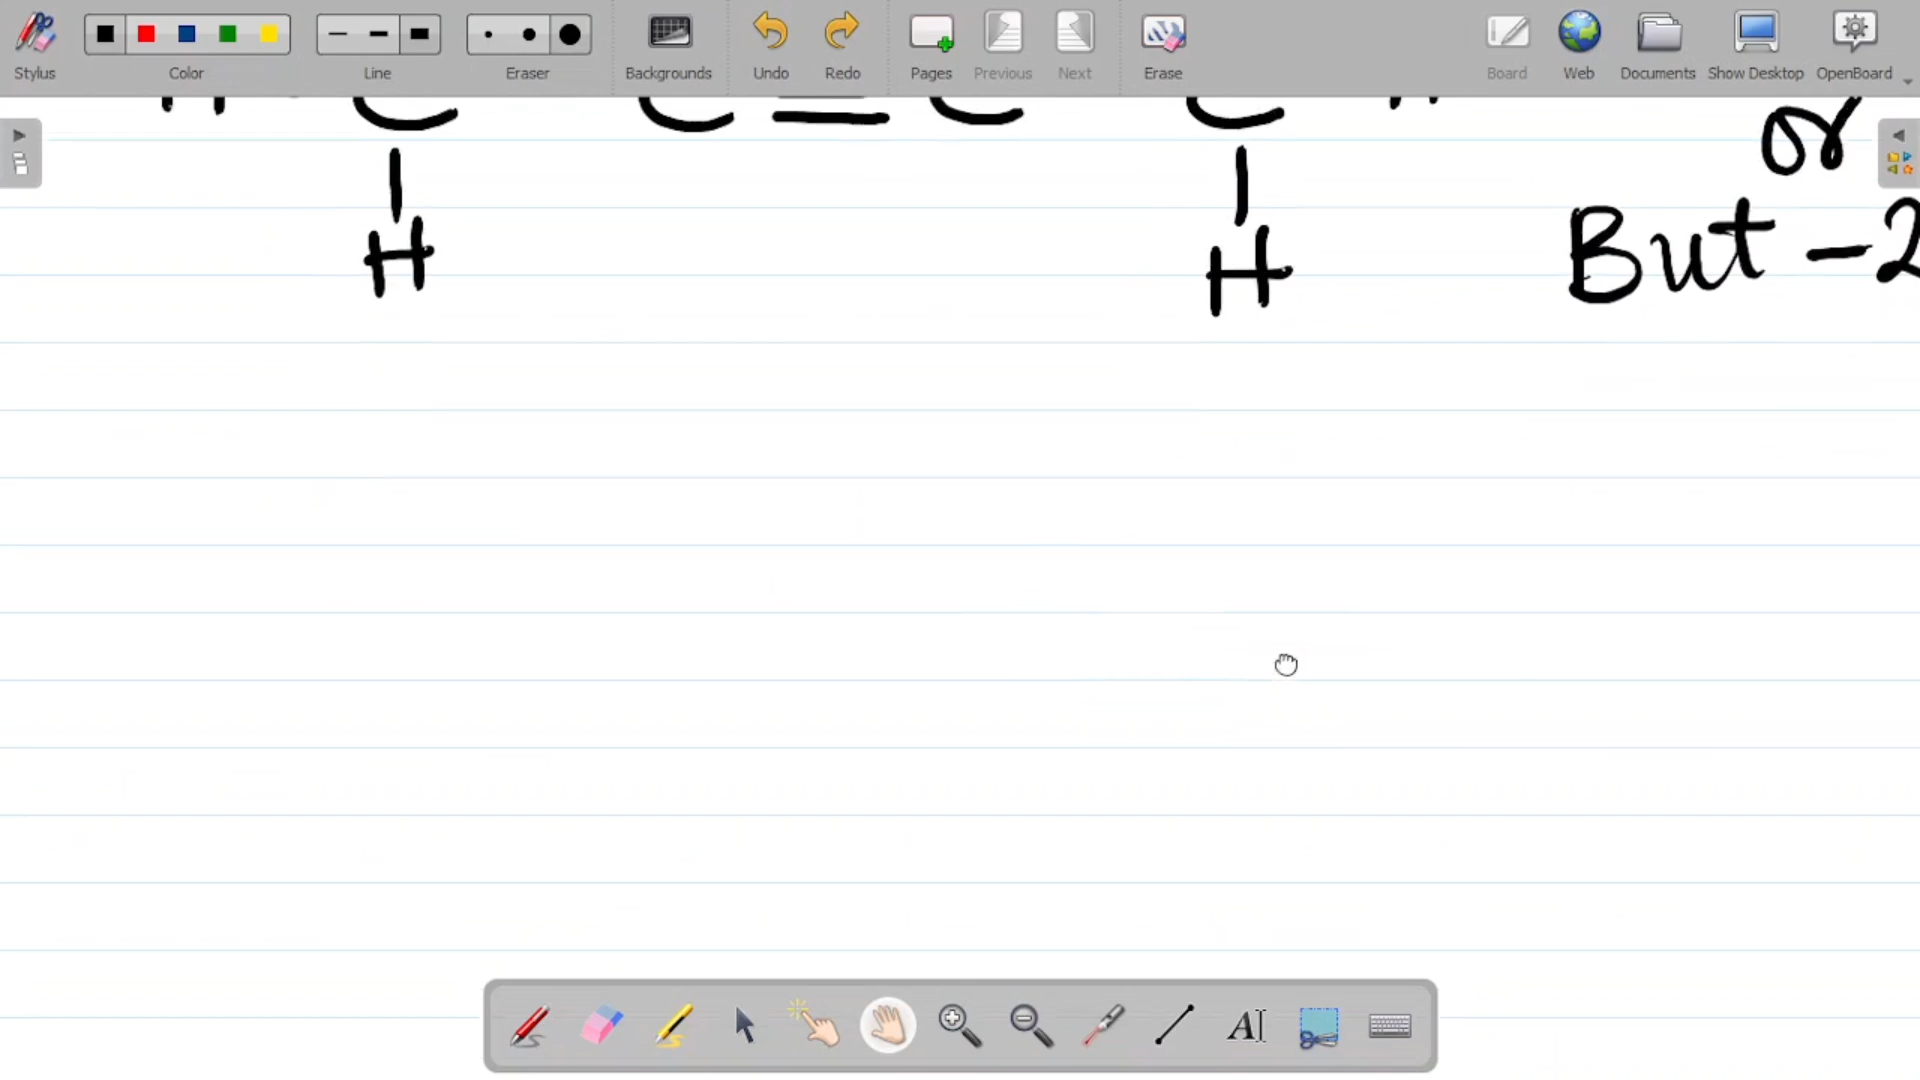 Stylus Color Line Eraser Backgrounds Undo Redo Pages Previous Next Erase Board Web Documents Show Desktop OpenBoard
C C ≡ C C
or
H H But-2
A